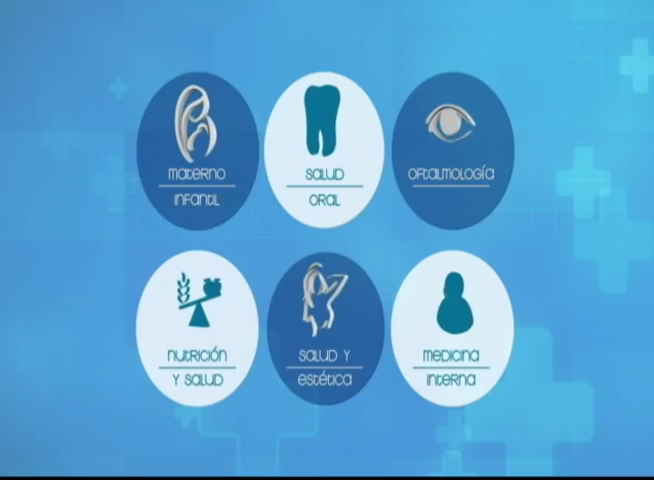 materno
infantil
salud
oral
oftalmología
nutrición
y salud
salud y
estética
medicina
interna